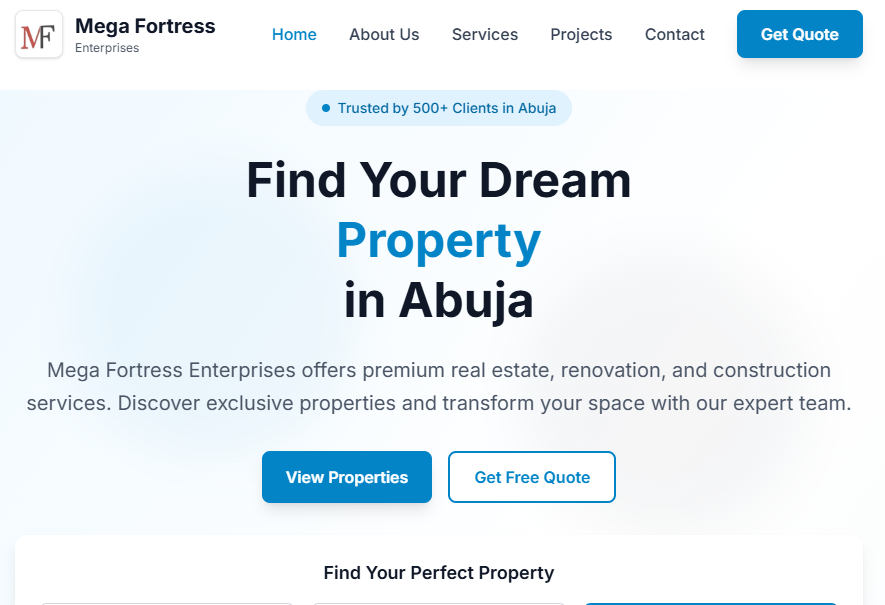 MF
Mega Fortress
Enterprises
Home
About Us
Services
Projects
Contact
Get Quote
Trusted by 500+ Clients in Abuja
Find Your Dream
Property
in Abuja
Mega Fortress Enterprises offers premium real estate, renovation, and construction
services. Discover exclusive properties and transform your space with our expert team.
View Properties
Get Free Quote
Find Your Perfect Property